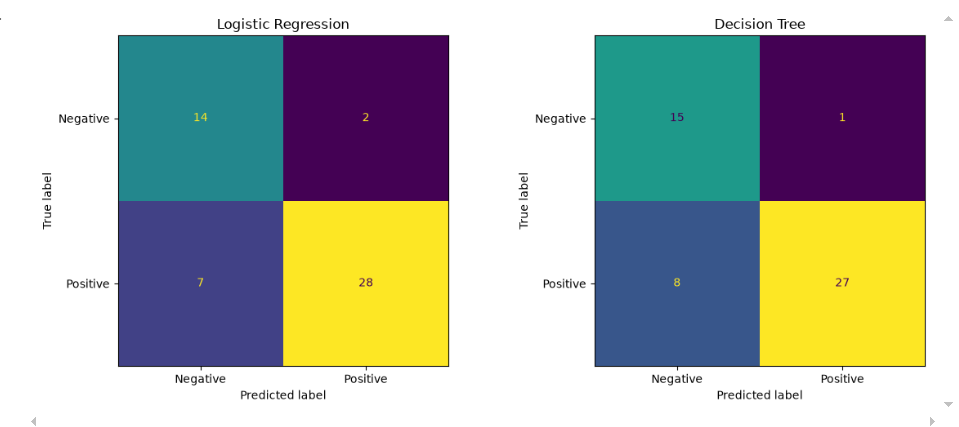 Logistic Regression
Negative
14
2
True label
Positive
7
28
Negative Positive
Predicted label
Decision Tree
Negative
15
1
True label
Positive
8
27
Negative Positive
Predicted label